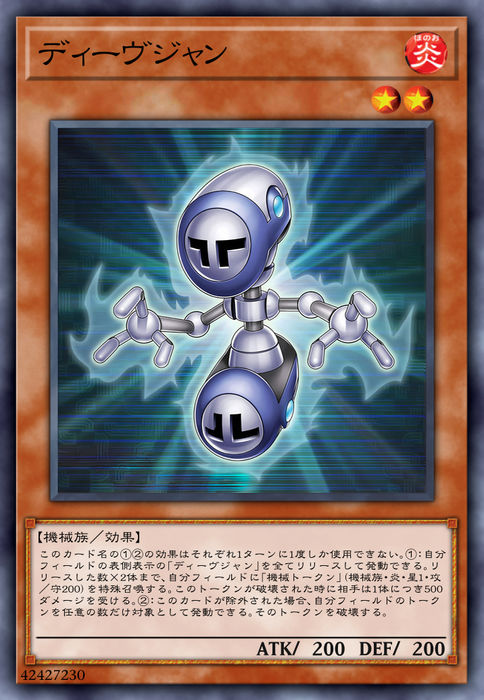 ディーヴジャン
ほのお
炎
【機械族／効果】
このカード名の①②の効果はそれぞれ1ターンに1度しか使用できない。①：自分
フィールドの表側表示の「ディーヴジャン」を全てリリースして発動できる。リ
リースした数×2体まで、自分フィールドに「機械トークン」（機械族・炎・星1・攻
／守200）を特殊召喚する。このトークンが破壊された時に相手は1体につき500
ダメージを受ける。②：このカードが除外された場合、自分フィールドのトーク
ンを任意の数だけ対象として発動できる。そのトークンを破壊する。
ATK/ 200 DEF/ 200
42427230